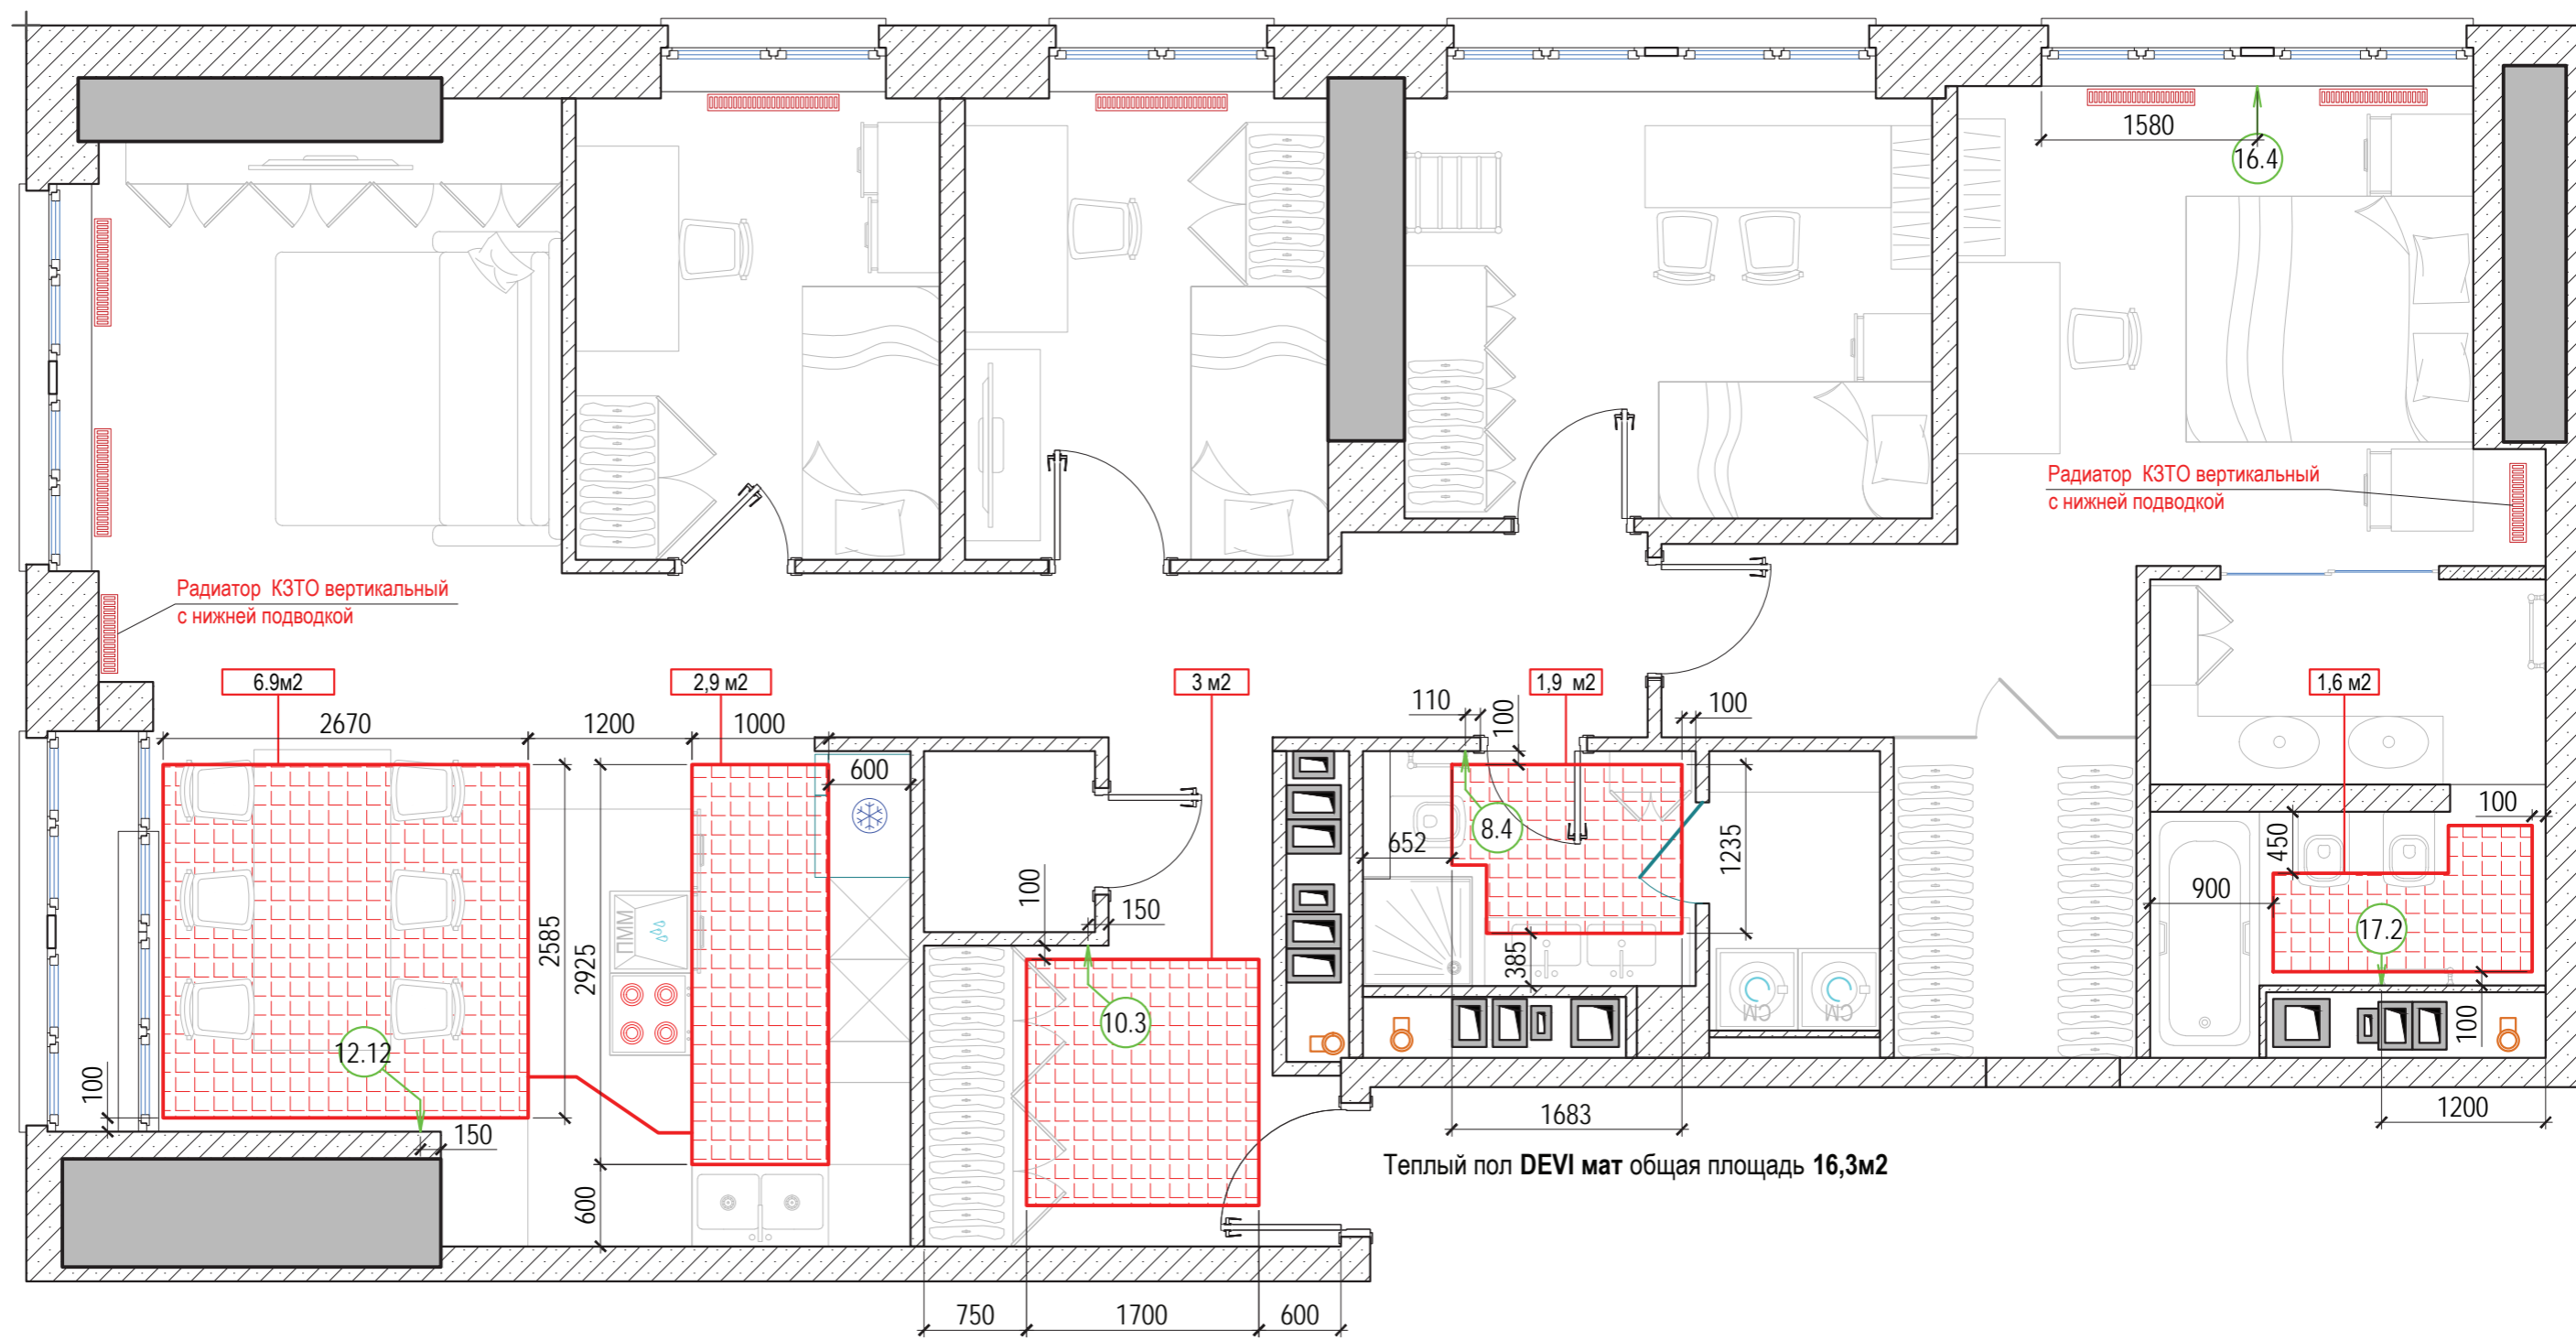 1580
16.4
Радиатор КЗТО вертикальный
с нижней подводкой
Радиатор КЗТО вертикальный
с нижней подводкой
6.9м2
2,9 м2
3 м2
1,9 м2
1,6 м2
2670
1200
1000
110
100
100
600
100
8.4
652
1235
450
900
100
150
17.2
2585
2925
ПММ
385
10.3
12.12
СМ
СМ
100
100
150
1683
1200
Теплый пол DEVI мат общая площадь 16,3м2
600
750
1700
600